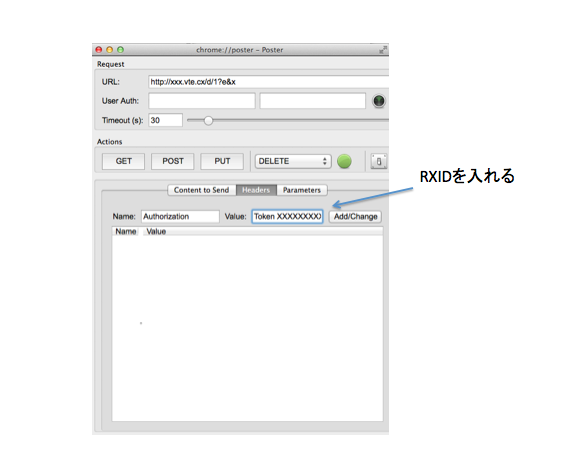 chrome://poster – Poster
Request
URL: http://xxx.vte.cx/d/1?e&x
User Auth:
Timeout (s): 30
Actions
GET POST PUT DELETE
Content to Send Headers Parameters
RXIDを入れる
Name: Authorization Value: Token XXXXXXXX Add/Change
Name Value